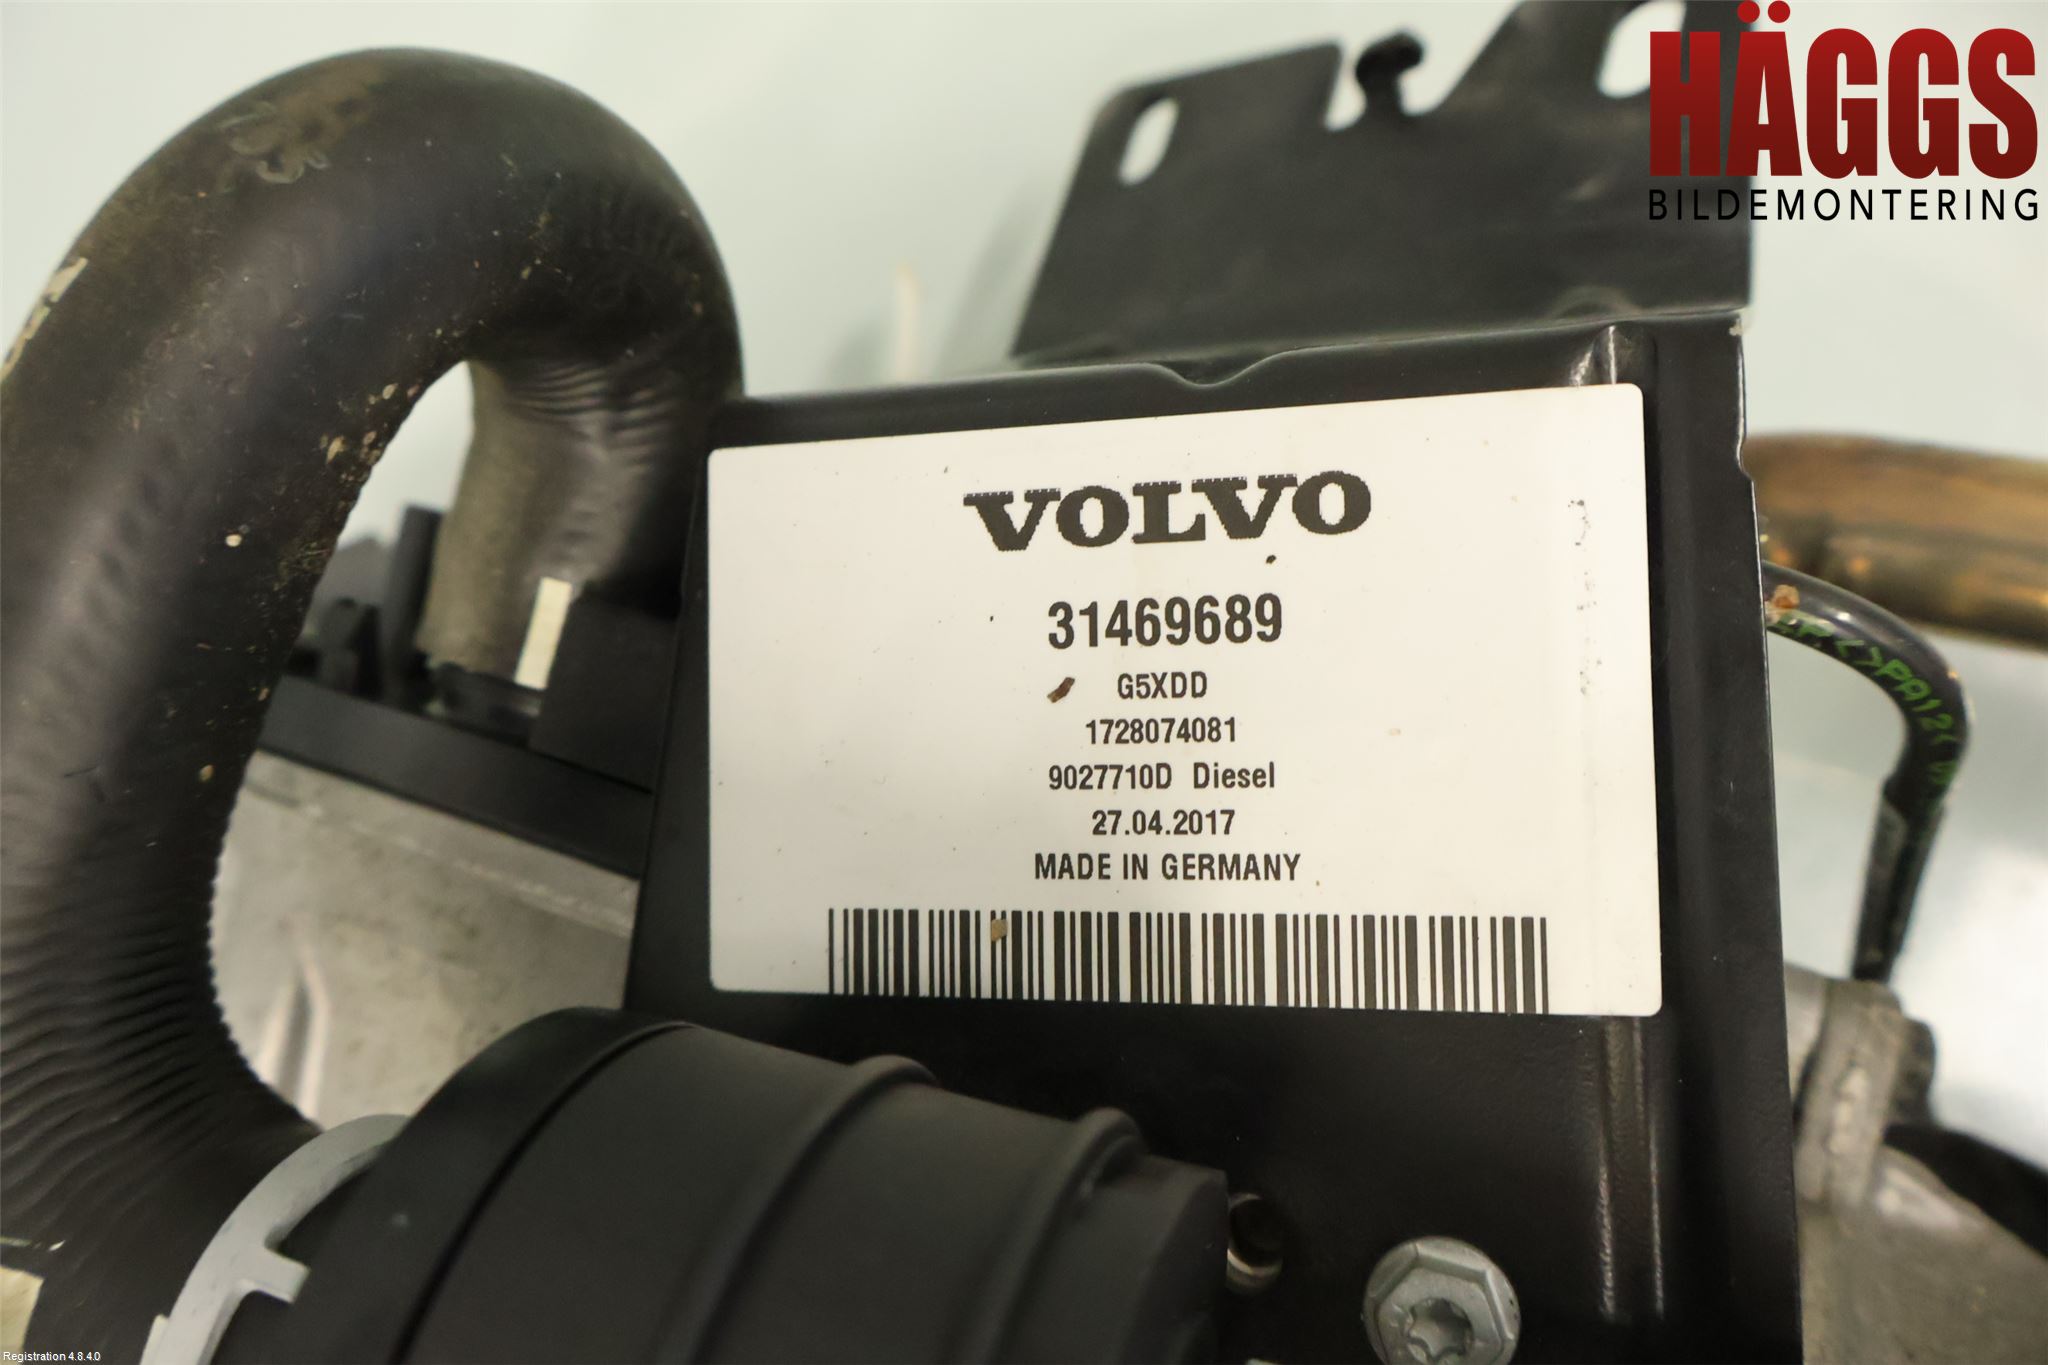 HÄGGS
BILDEMONTERING
VOLVO
31469689
G5XDD
1728074081
9027710D Diesel
27.04.2017
MADE IN GERMANY
>PA12<
Registration 4.8.4.0